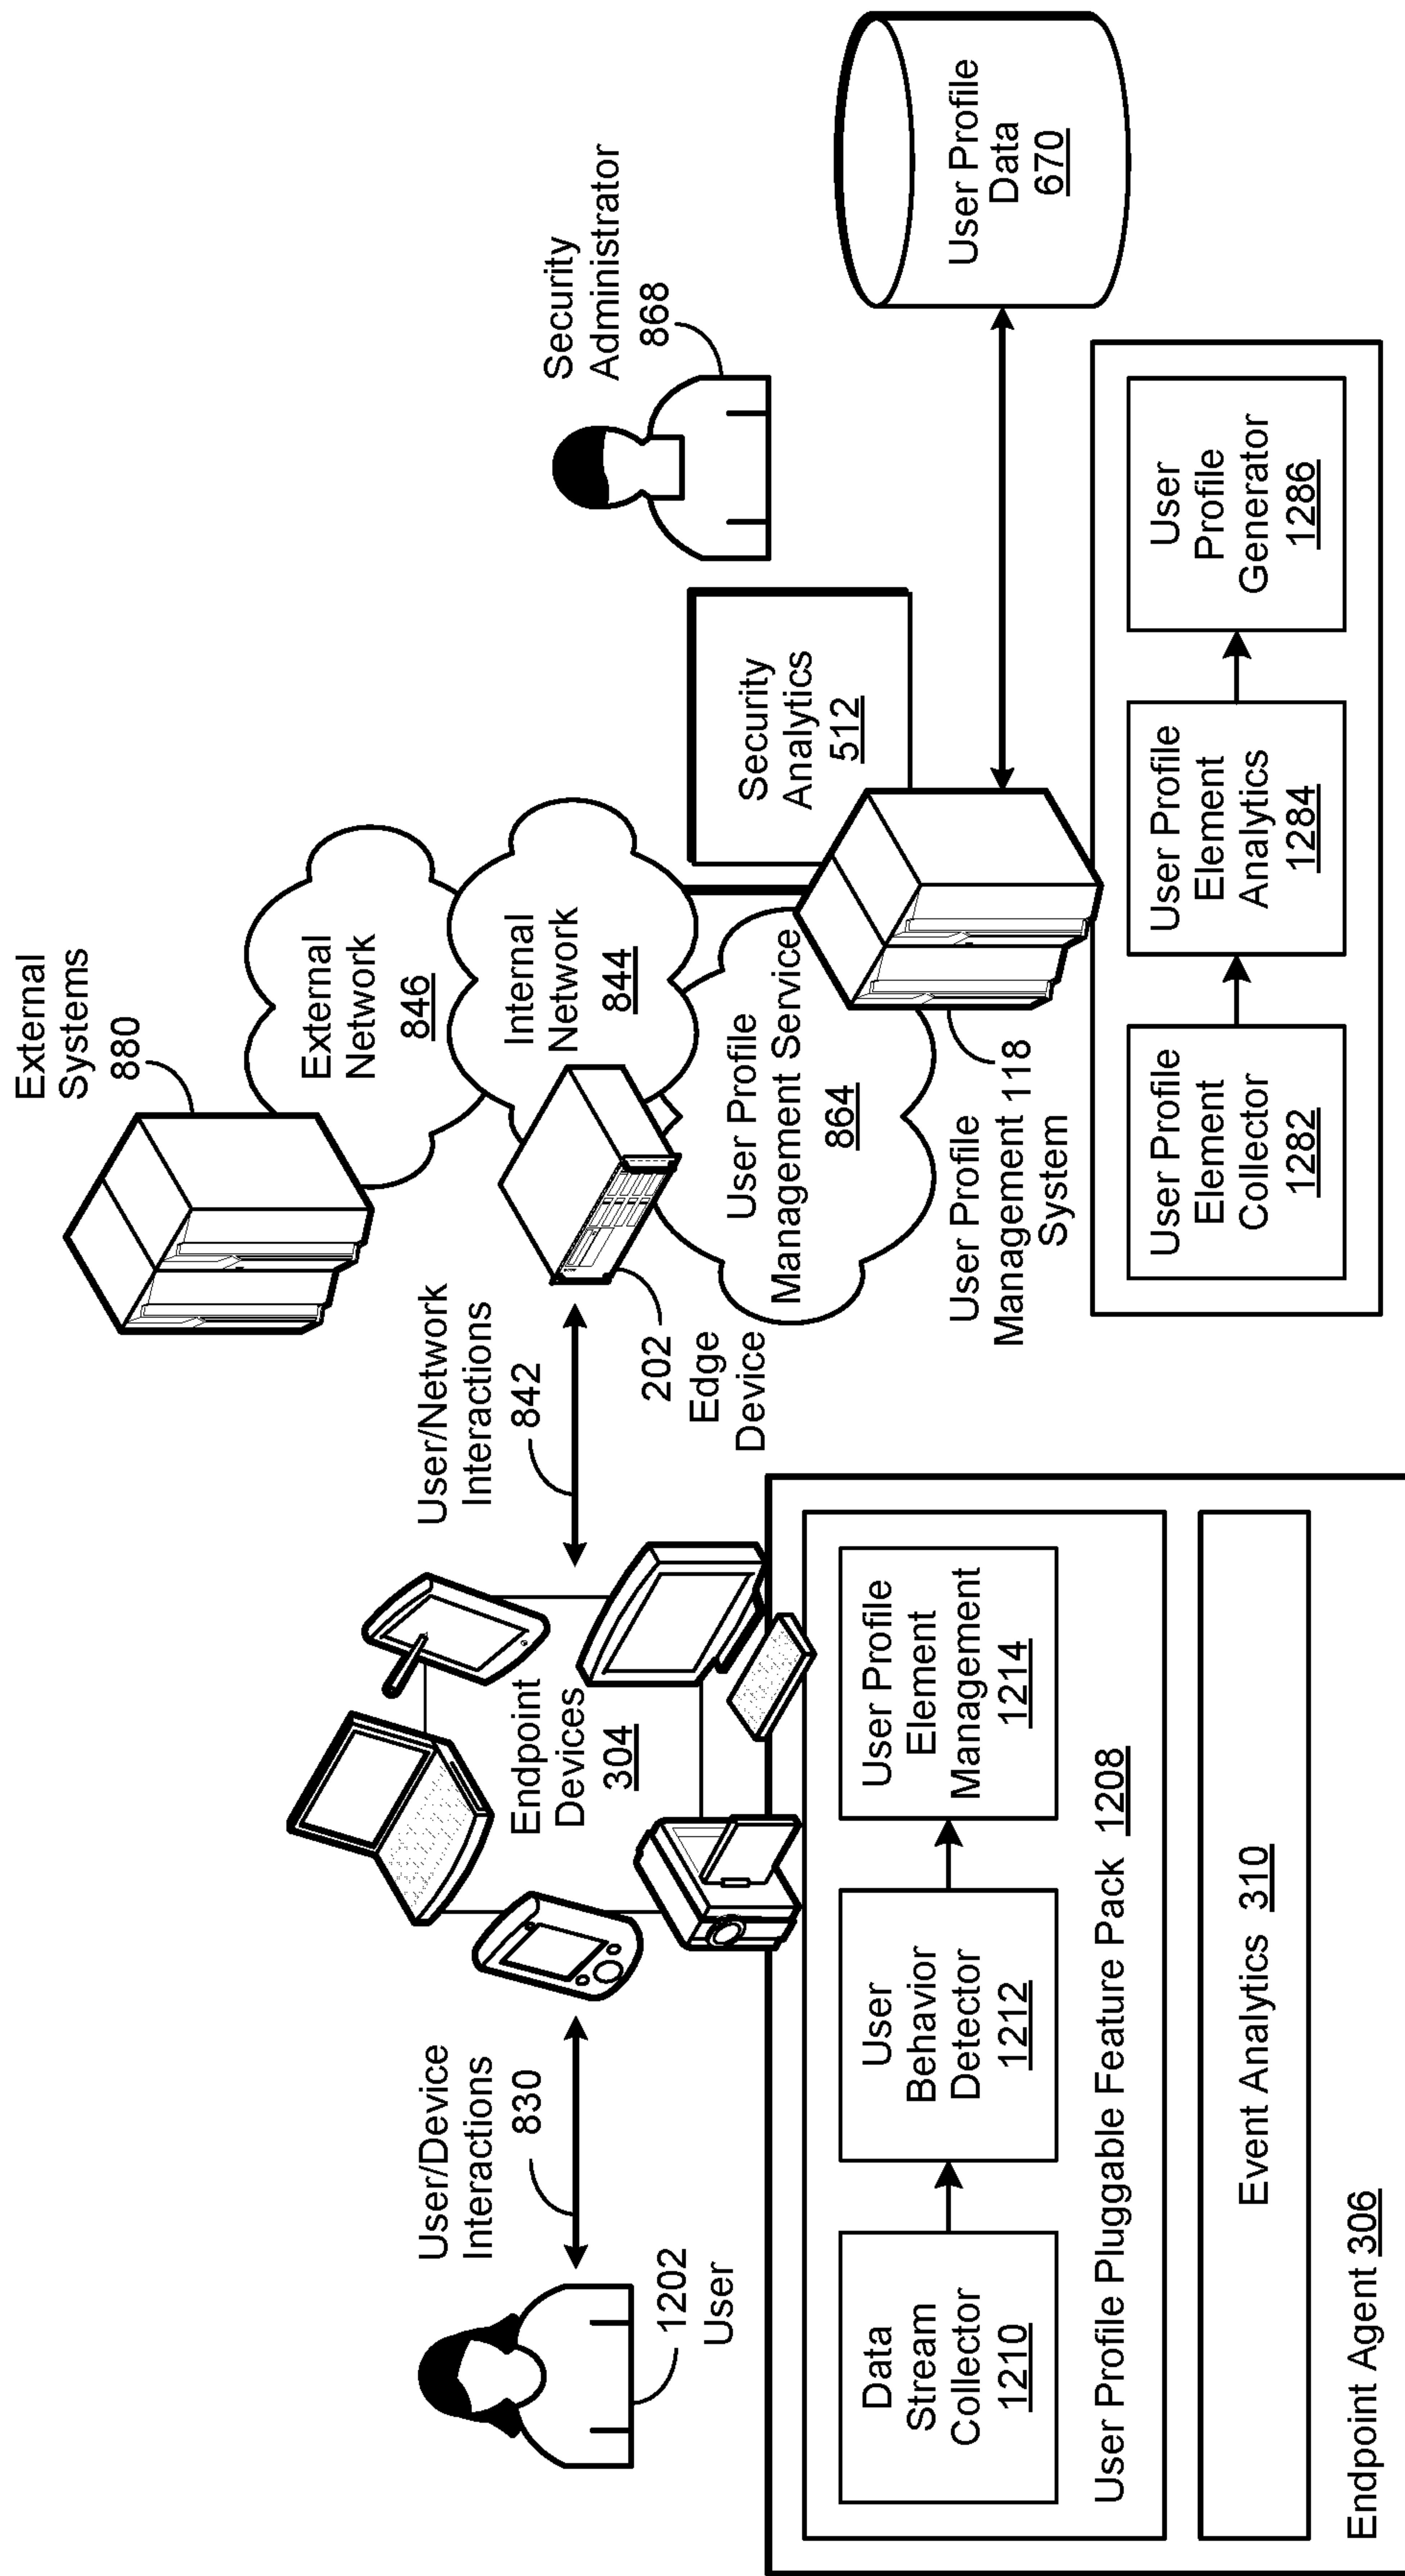 External
Systems
880
External
Network
846
Internal
Network
844
Security
Administrator
868
User/Device
Interactions
830
User/Network
Interactions
842
Endpoint
Devices
304
1202
User
202
Edge
Device
User Profile
Management Service
864
Security
Analytics
512
User Profile
Data
670
User Profile
Management 118
System
Data
Stream
Collector
1210
User
Behavior
Detector
1212
User Profile
Element
Management
1214
User Profile Pluggable Feature Pack 1208
Event Analytics 310
Endpoint Agent 306
User Profile
Element
Collector
1282
User Profile
Element
Analytics
1284
User
Profile
Generator
1286